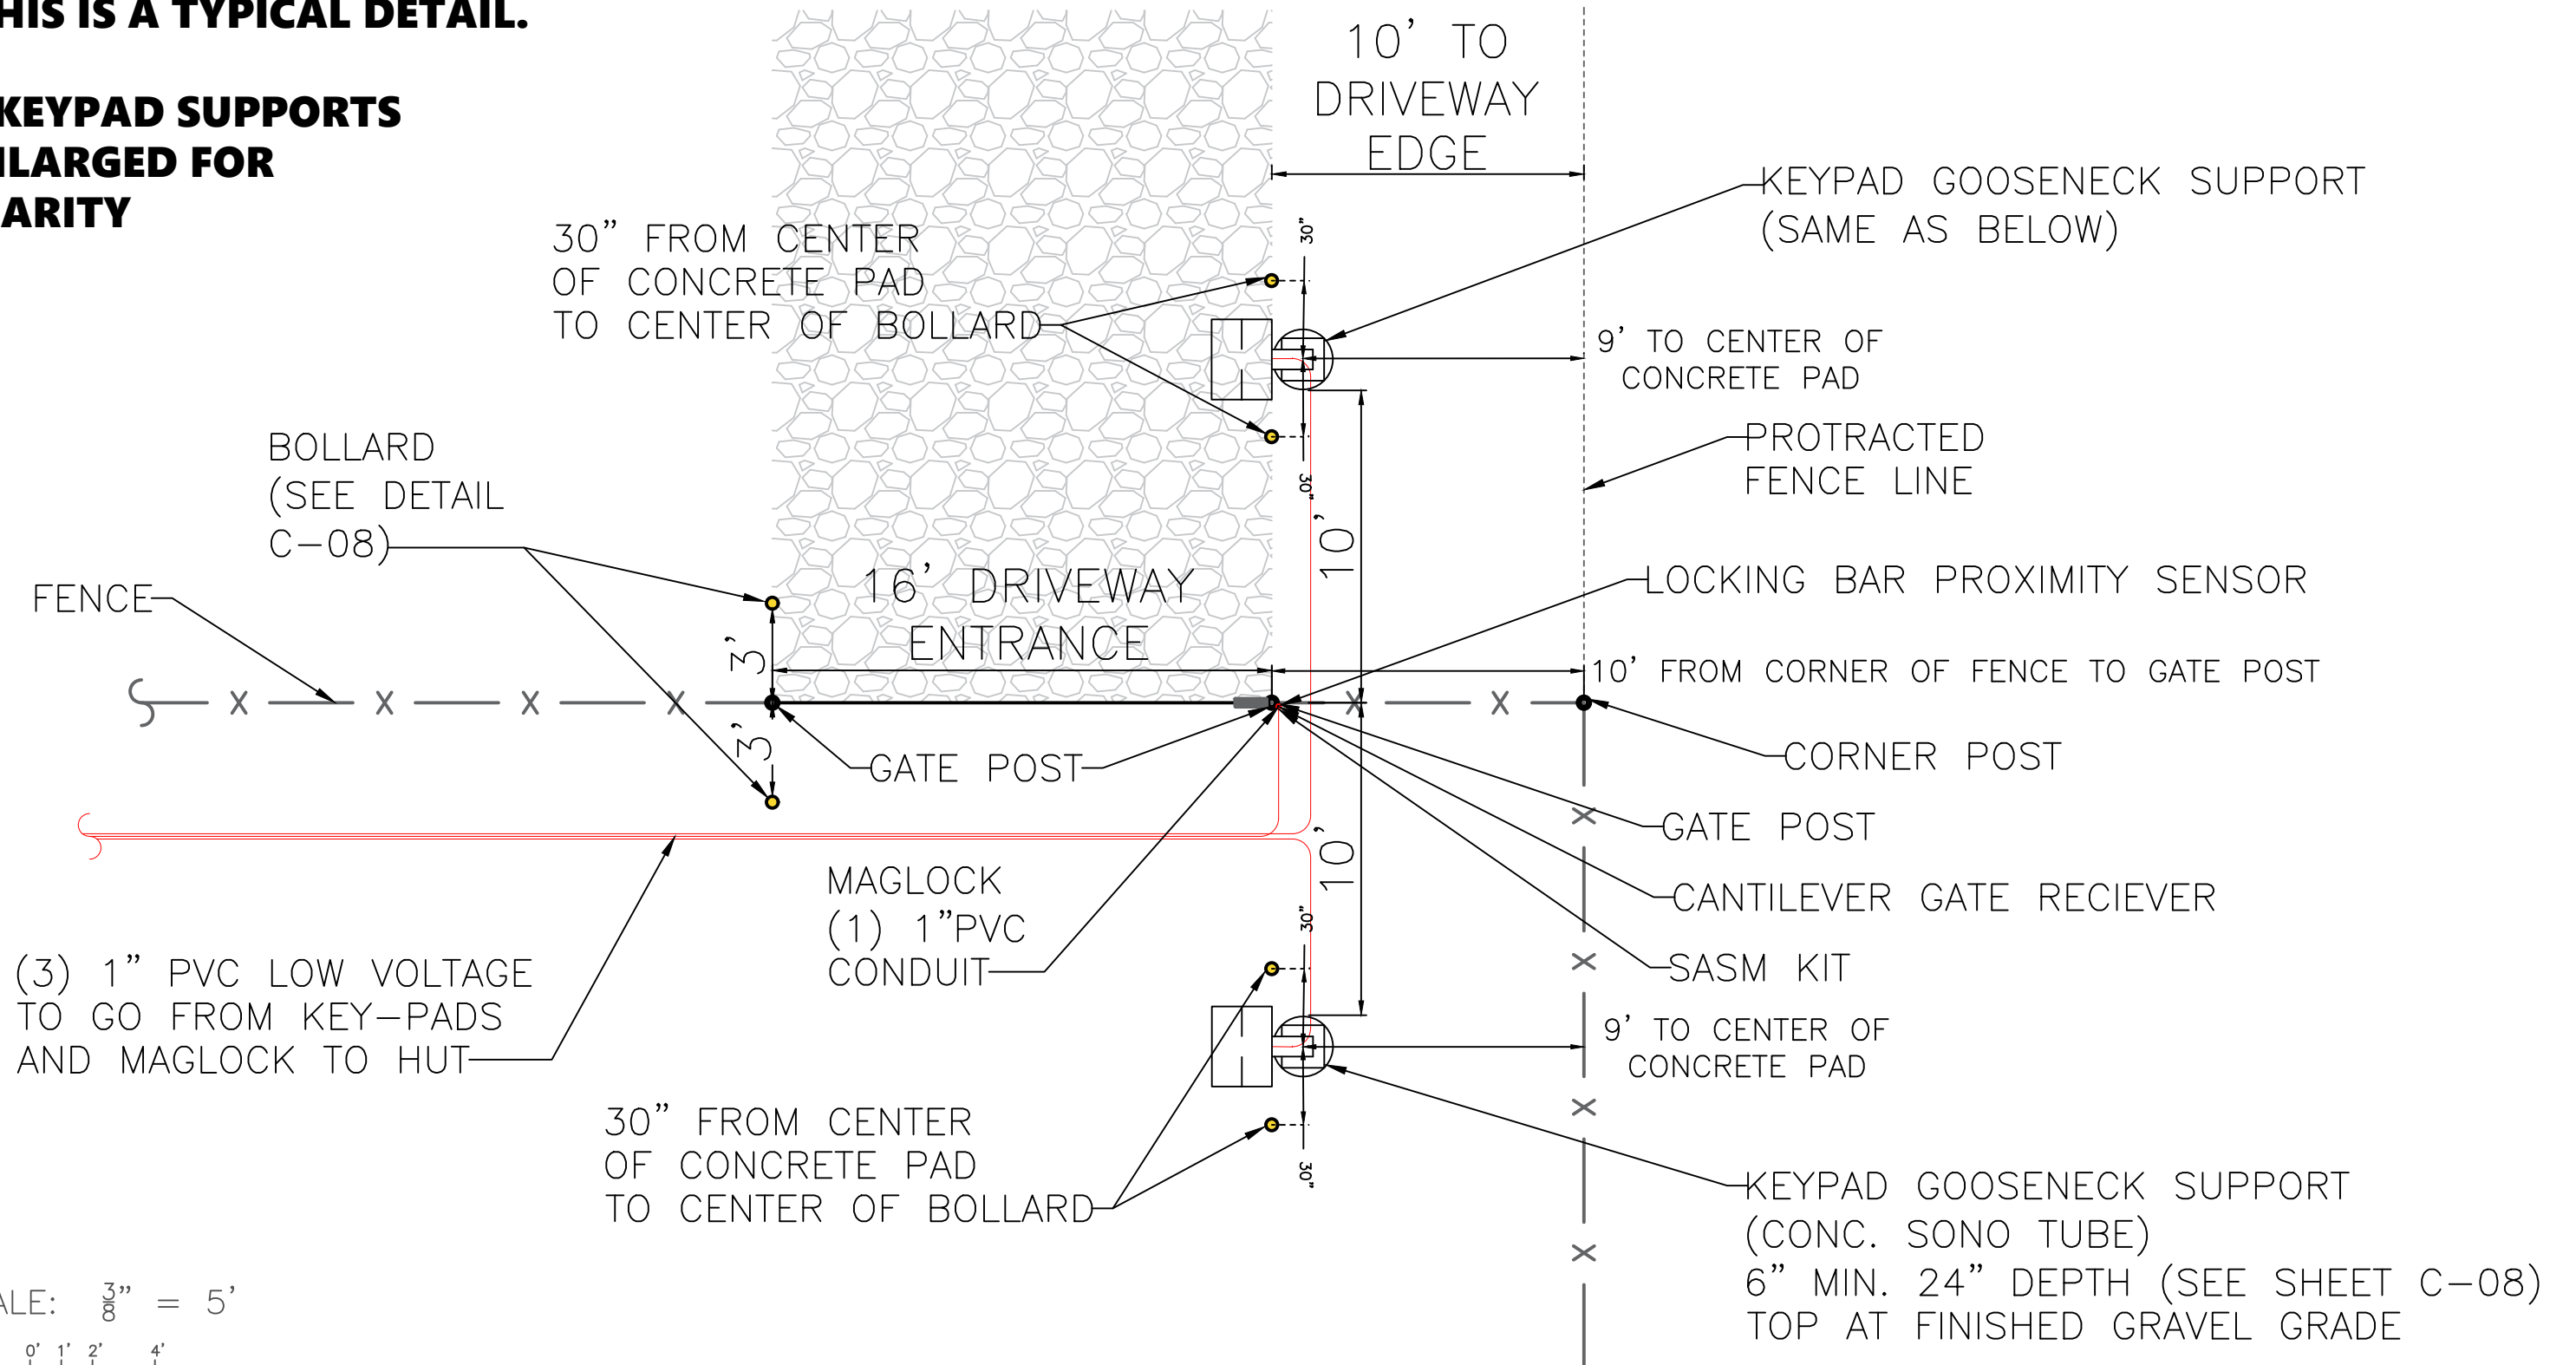 HIS IS A TYPICAL DETAIL.
KEYPAD SUPPORTS
NLARGED FOR
ARITY
10' TO
DRIVEWAY
EDGE
KEYPAD GOOSENECK SUPPORT
(SAME AS BELOW)
30" FROM CENTER
OF CONCRETE PAD
TO CENTER OF BOLLARD
30"
9' TO CENTER OF
CONCRETE PAD
30"
PROTRACTED
FENCE LINE
BOLLARD
(SEE DETAIL
C-08)
10'
FENCE
16' DRIVEWAY
ENTRANCE
LOCKING BAR PROXIMITY SENSOR
3'
10' FROM CORNER OF FENCE TO GATE POST
3'
GATE POST
CORNER POST
GATE POST
10'
MAGLOCK
(1) 1"PVC
CONDUIT
CANTILEVER GATE RECIEVER
SASM KIT
30"
(3) 1" PVC LOW VOLTAGE
TO GO FROM KEY-PADS
AND MAGLOCK TO HUT
9' TO CENTER OF
CONCRETE PAD
30" FROM CENTER
OF CONCRETE PAD
TO CENTER OF BOLLARD
30"
KEYPAD GOOSENECK SUPPORT
(CONC. SONO TUBE)
6" MIN. 24" DEPTH (SEE SHEET C-08)
TOP AT FINISHED GRAVEL GRADE
ALE: 3/8" = 5'
0' 1' 2' 4'